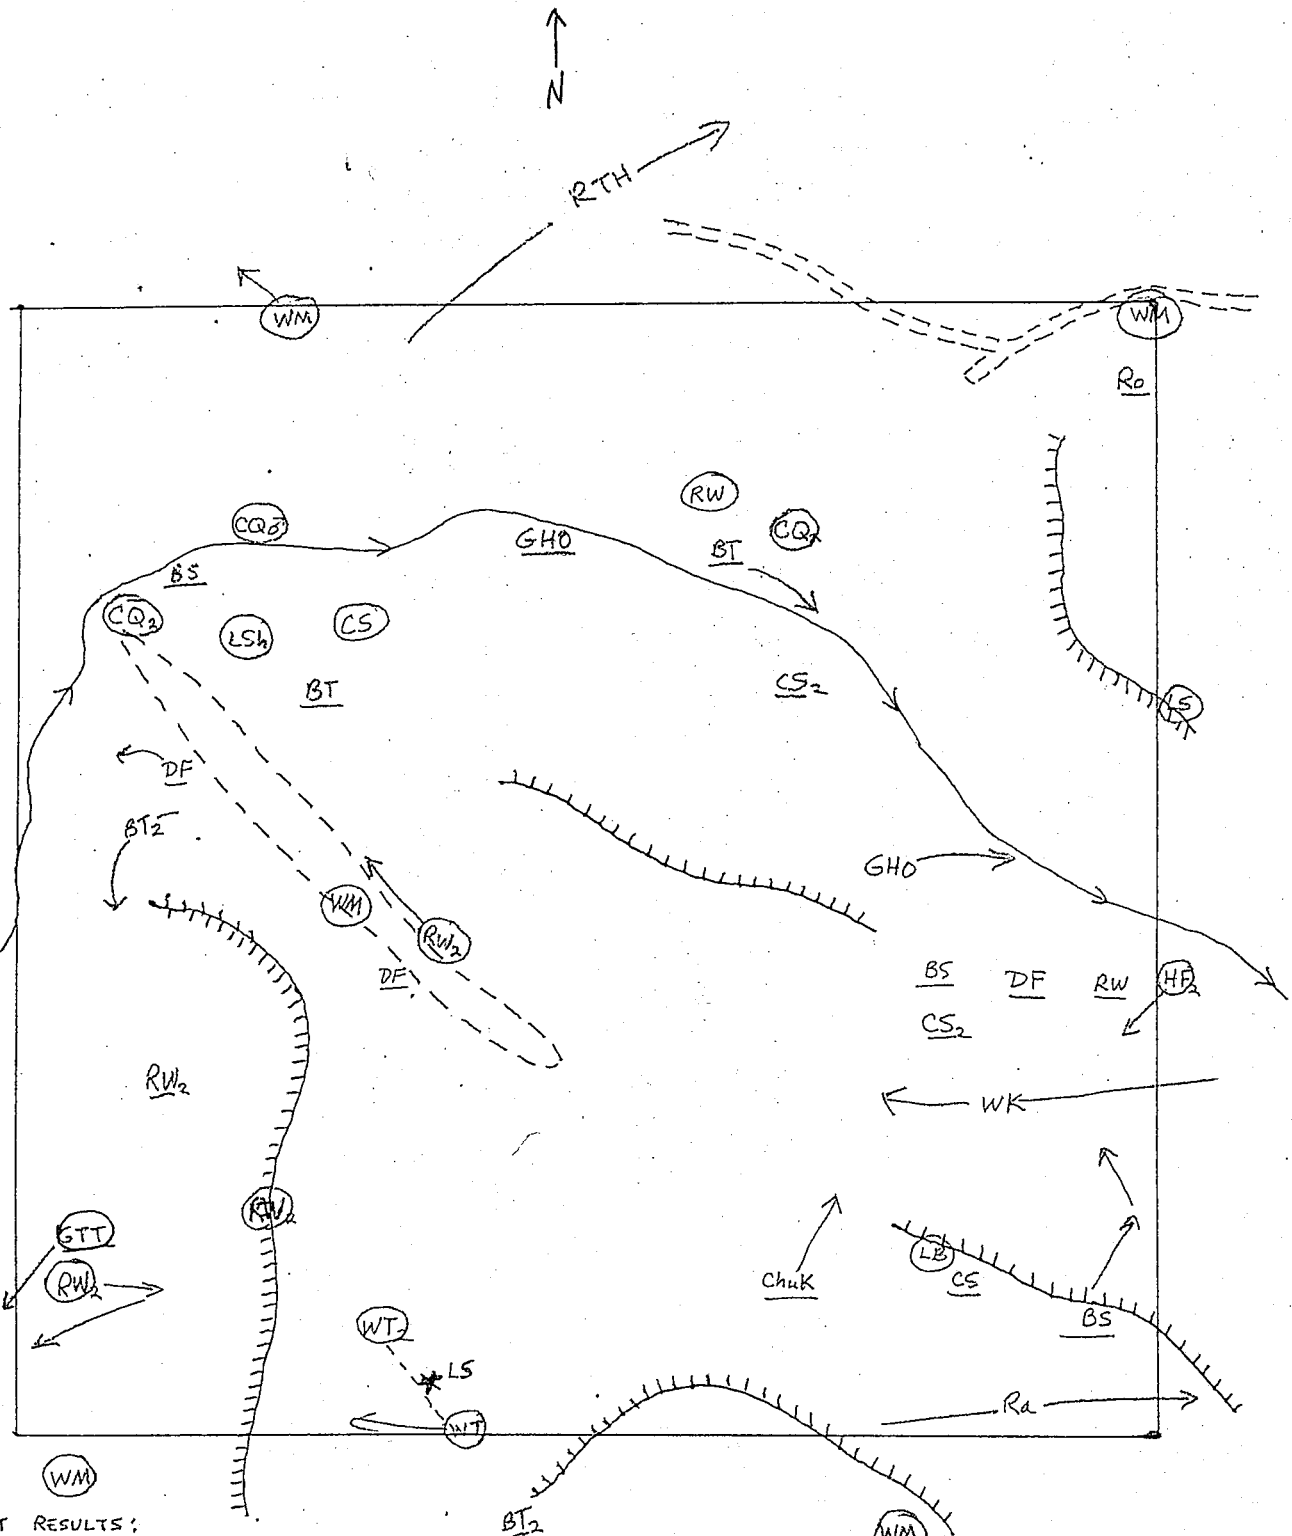 N
RTH
WM
WM
Ro
RW
CQ♂
CQ2
GHO
BT
BS
CQ2
LSh
CS
BT
CS2
LS
DF
BT2
GHO
WM
RW2
DF
BS DF RW HF2
CS2
RW2
WK
RW2
GTT
RW2
LB
ChuK
CS
BS
WT2
LS
Ra
WT
WM
RESULTS:
BT2
WM